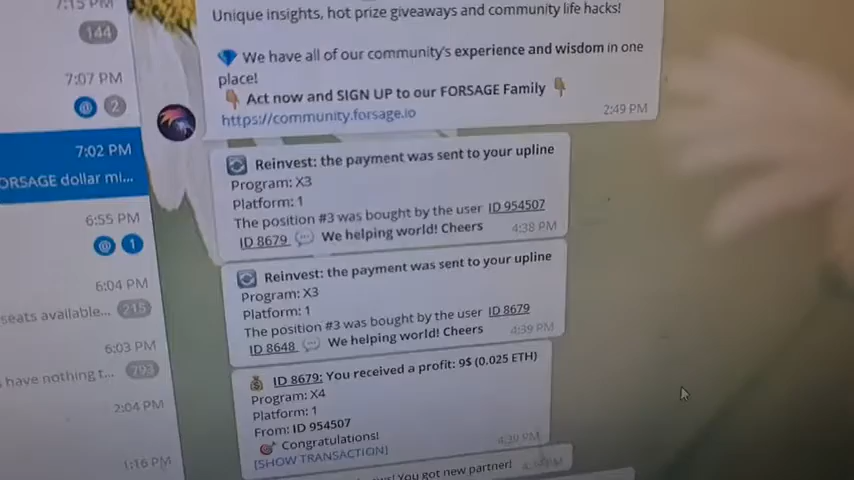 7:15 PM
144
7:07 PM
@ 2
7:02 PM
ORSAGE dollar mi...
6:55 PM
@ 1
6:04 PM
seats available... 215
6:03 PM
have nothing t... 793
2:04 PM
1:16 PM
Unique insights, hot prize giveaways and community life hacks!
We have all of our community's experience and wisdom in one
place!
Act now and SIGN UP to our FORSAGE Family
https://community.forsage.io
2:49 PM
Reinvest: the payment was sent to your upline
Program: X3
Platform: 1
The position #3 was bought by the user ID 954507
ID 8679 We helping world! Cheers 4:38 PM
Reinvest: the payment was sent to your upline
Program: X3
Platform: 1
The position #3 was bought by the user ID 8679
ID 8648 We helping world! Cheers 4:39 PM
ID 8679: You received a profit: 9$ (0.025 ETH)
Program: X4
Platform: 1
From: ID 954507
Congratulations!
[SHOW TRANSACTION] 4:39 PM
You got new partner!